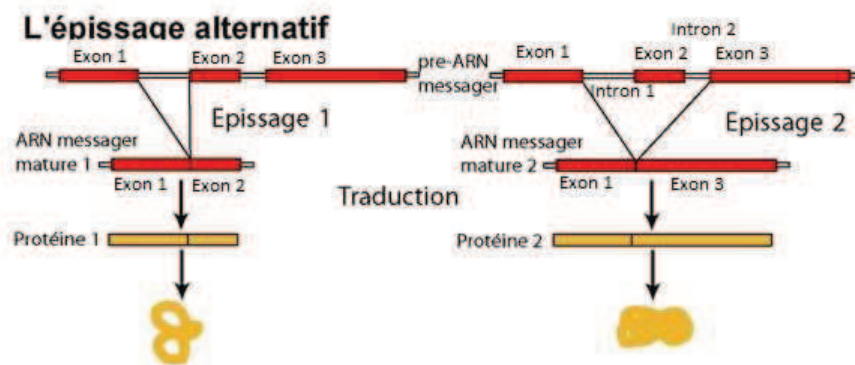 L'épissage alternatif
Exon 1
Exon 2
Exon 3
pre-ARN
messager
Intron 2
Exon 1
Exon 2
Exon 3
Intron 1
Epissage 1
Epissage 2
ARN messager
mature 1
Exon 1
Exon 2
ARN messager
mature 2
Exon 1
Exon 3
Traduction
Protéine 1
Protéine 2